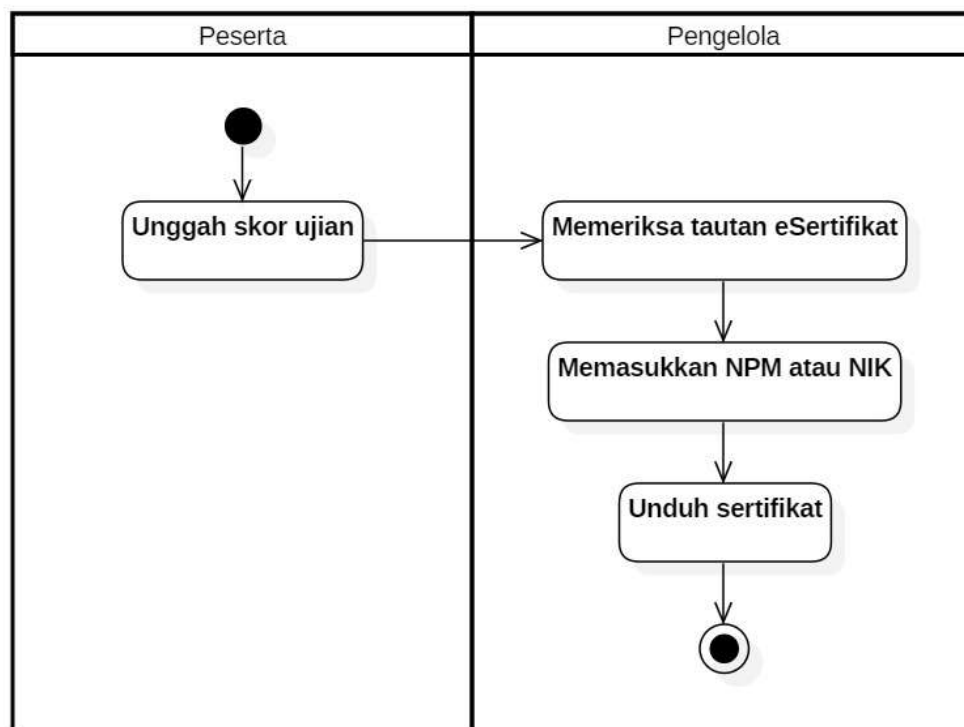 Peserta
Pengelola
Unggah skor ujian
Memeriksa tautan eSertifikat
Memasukkan NPM atau NIK
Unduh sertifikat